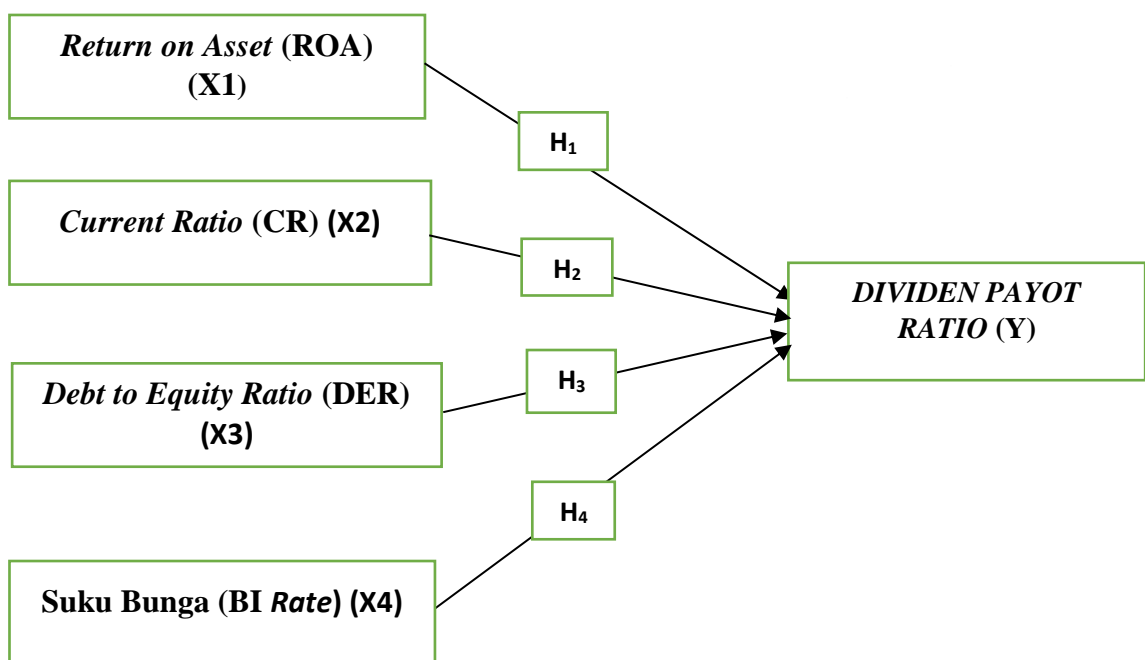 Return on Asset (ROA)
(X1)
H₁
Current Ratio (CR) (X2)
H₂
DIVIDEN PAYOT
RATIO (Y)
Debt to Equity Ratio (DER)
(X3)
H₃
H₄
Suku Bunga (BI Rate) (X4)